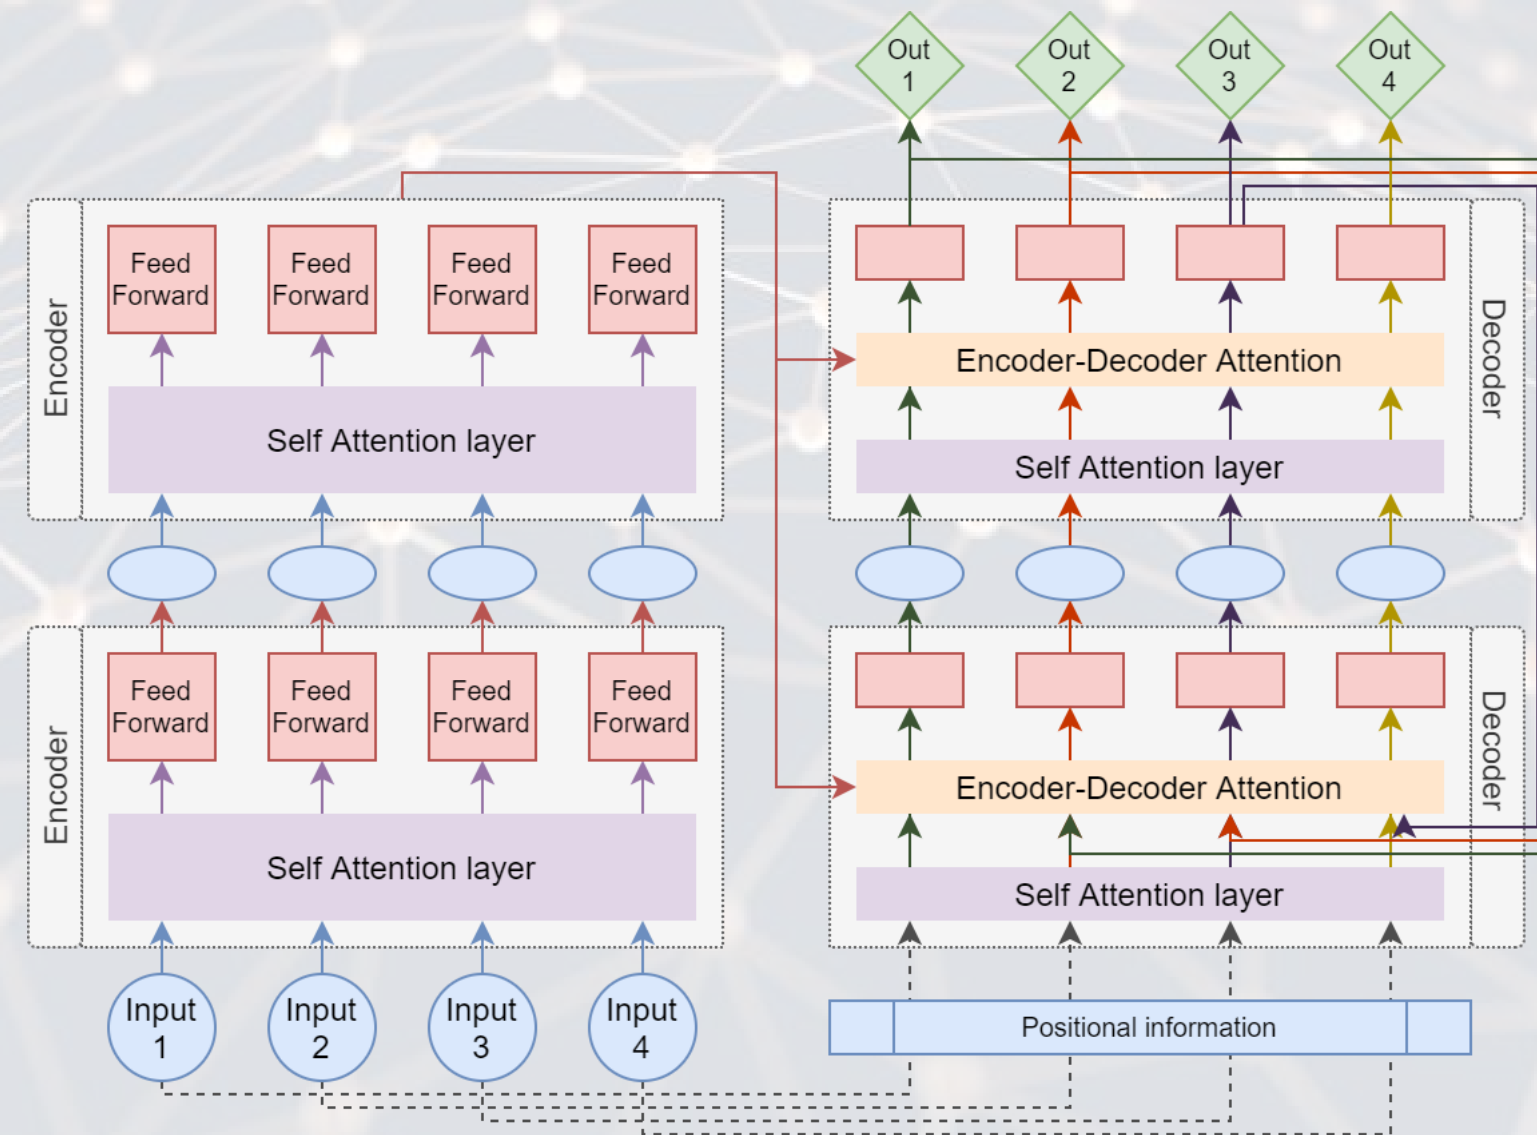 Out
1
Out
2
Out
3
Out
4
Encoder
Feed
Forward
Feed
Forward
Feed
Forward
Feed
Forward
Self Attention layer
Encoder-Decoder Attention
Self Attention layer
Decoder
Encoder
Feed
Forward
Feed
Forward
Feed
Forward
Feed
Forward
Self Attention layer
Encoder-Decoder Attention
Self Attention layer
Decoder
Input
1
Input
2
Input
3
Input
4
Positional information